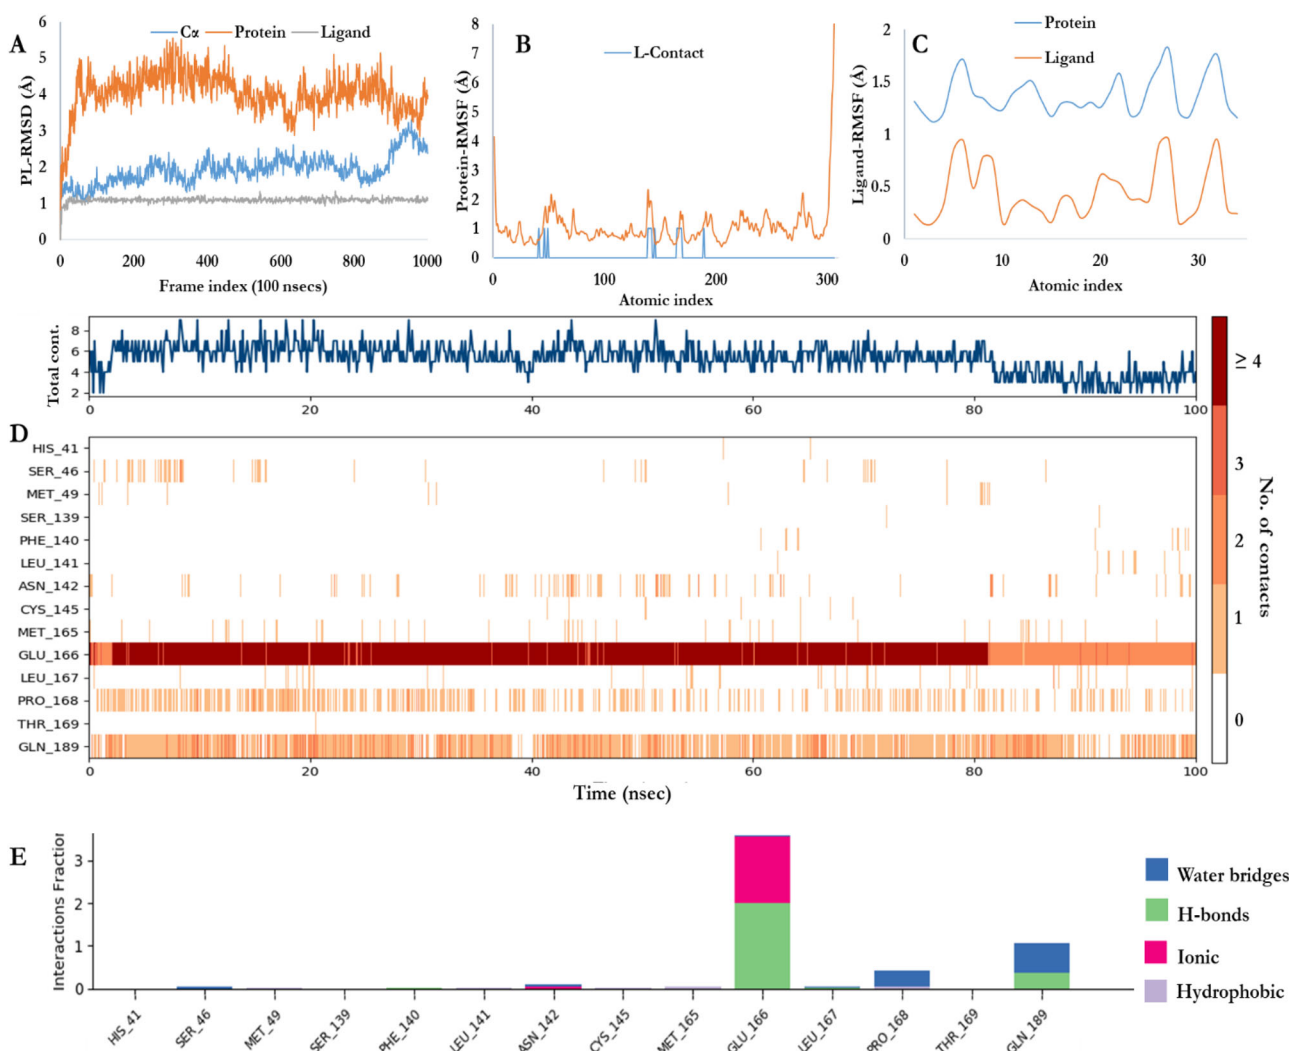 A
Cα Protein Ligand
PL-RMSD (Å)
6
5
4
3
2
1
0
0 200 400 600 800 1000
Frame index (100 nsecs)
B
L-Contact
Protein-RMSF (Å)
8
7
6
5
4
3
2
1
0
0 100 200 300
Atomic index
C
Protein
Ligand
Ligand-RMSF (Å)
2
1.5
1
0.5
0
0 10 20 30
Atomic index
Total cont.
8
6
4
2
0 20 40 60 80 100
D
HIS_41
SER_46
MET_49
SER_139
PHE_140
LEU_141
ASN_142
CYS_145
MET_165
GLU_166
LEU_167
PRO_168
THR_169
GLN_189
0 20 40 60 80 100
Time (nsec)
≥ 4
3
2
1
0
No. of contacts
E
Interactions Fraction
3
2
1
0
HIS_41 SER_46 MET_49 SER_139 PHE_140 LEU_141 ASN_142 CYS_145 MET_165 GLU_166 LEU_167 PRO_168 THR_169 GLN_189
Water bridges
H-bonds
Ionic
Hydrophobic